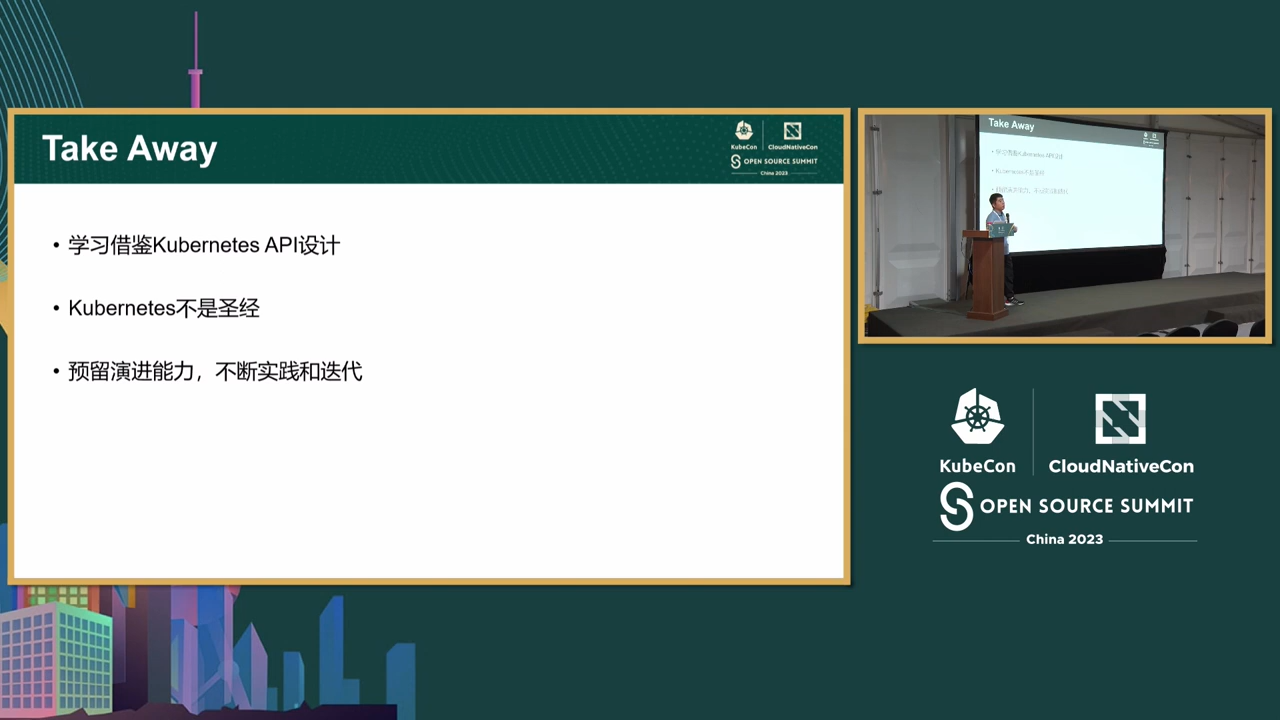 Take Away
KubeCon
CloudNativeCon
OPEN SOURCE SUMMIT
China 2023
• 学习借鉴Kubernetes API设计
• Kubernetes不是圣经
• 预留演进能力，不断实践和迭代
Take Away
KubeCon
CloudNativeCon
OPEN SOURCE SUMMIT
China 2023